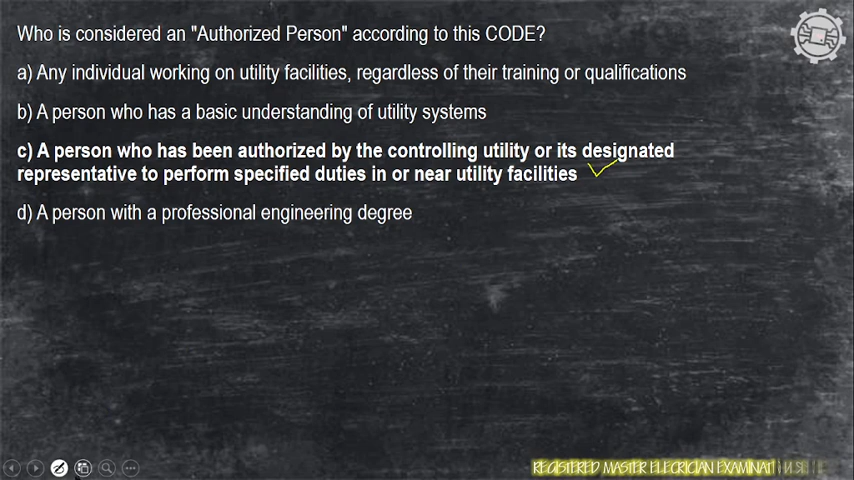 Who is considered an "Authorized Person" according to this CODE?
a) Any individual working on utility facilities, regardless of their training or qualifications
b) A person who has a basic understanding of utility systems
c) A person who has been authorized by the controlling utility or its designated
representative to perform specified duties in or near utility facilities
d) A person with a professional engineering degree
REGISTERED MASTER ELECRICIAN EXAMINATI